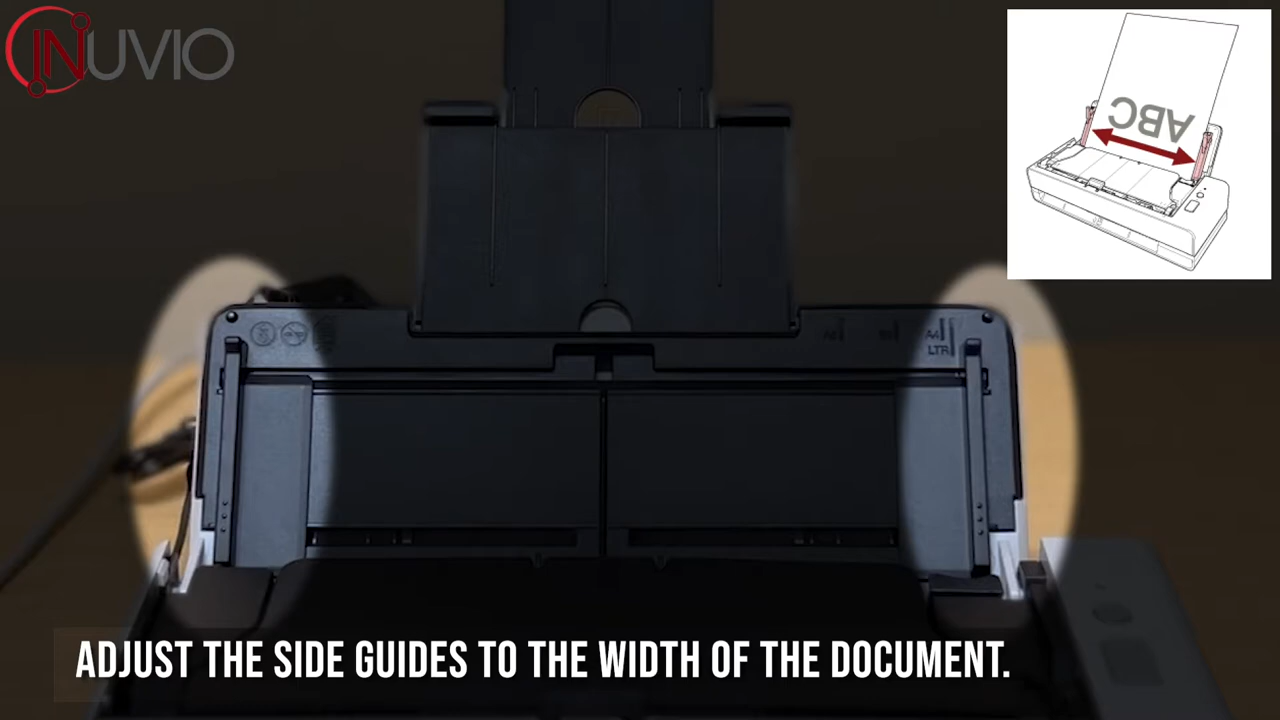 INUVIO
ABC
A4
LTR
ADJUST THE SIDE GUIDES TO THE WIDTH OF THE DOCUMENT.